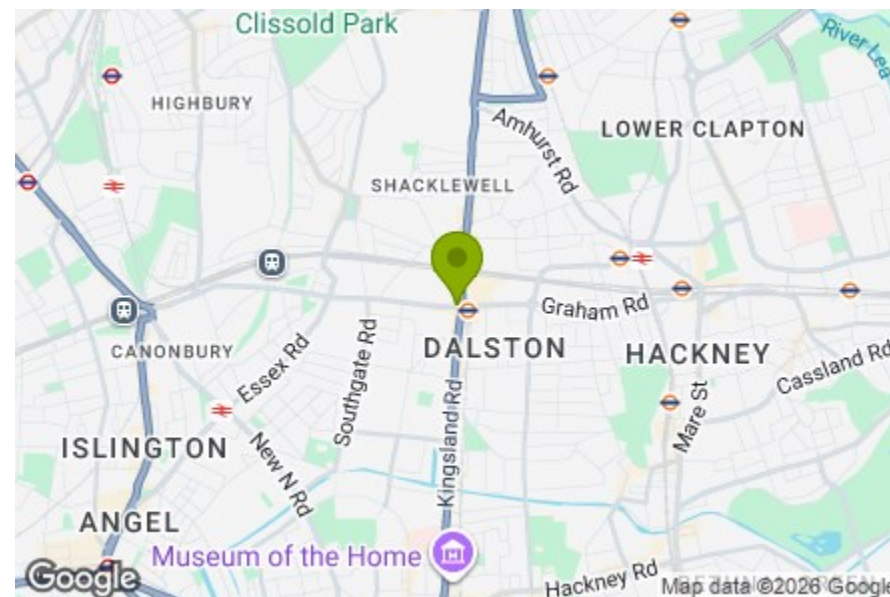 Clissold Park
River Lea
HIGHBURY
LOWER CLAPTON
Amhurst Rd
SHACKLEWELL
Graham Rd
DALSTON
HACKNEY
CANONBURY
Essex Rd
Southgate Rd
Cassland Rd
Kingsland Rd
Mare St
ISLINGTON
New N Rd
ANGEL
Museum of the Home
Hackney Rd
Google
Map data ©2026 Google